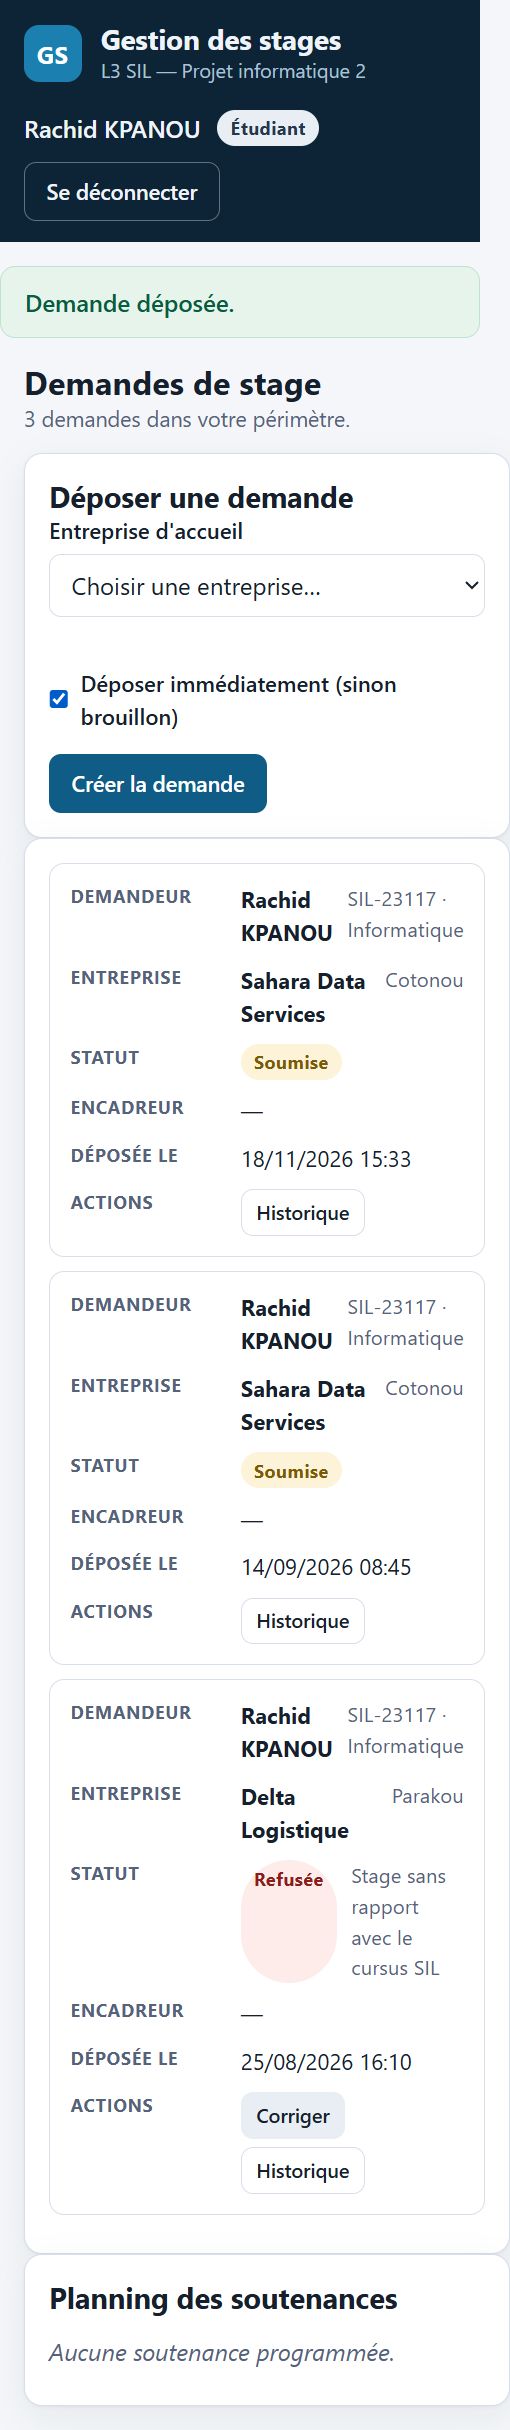 GS
Gestion des stages
L3 SIL — Projet informatique 2
Rachid KPANOU Étudiant
Se déconnecter
Demande déposée.
Demandes de stage
3 demandes dans votre périmètre.
Déposer une demande
Entreprise d'accueil
Choisir une entreprise...
Déposer immédiatement (sinon
brouillon)
Créer la demande
DEMANDEUR Rachid SIL-23117 ·
KPANOU Informatique
ENTREPRISE Sahara Data Cotonou
Services
STATUT Soumise
ENCADREUR —
DÉPOSÉE LE 18/11/2026 15:33
ACTIONS Historique
DEMANDEUR Rachid SIL-23117 ·
KPANOU Informatique
ENTREPRISE Sahara Data Cotonou
Services
STATUT Soumise
ENCADREUR —
DÉPOSÉE LE 14/09/2026 08:45
ACTIONS Historique
DEMANDEUR Rachid SIL-23117 ·
KPANOU Informatique
ENTREPRISE Delta Parakou
Logistique
STATUT Refusée Stage sans
rapport
avec le
cursus SIL
ENCADREUR —
DÉPOSÉE LE 25/08/2026 16:10
ACTIONS Corriger
Historique
Planning des soutenances
Aucune soutenance programmée.